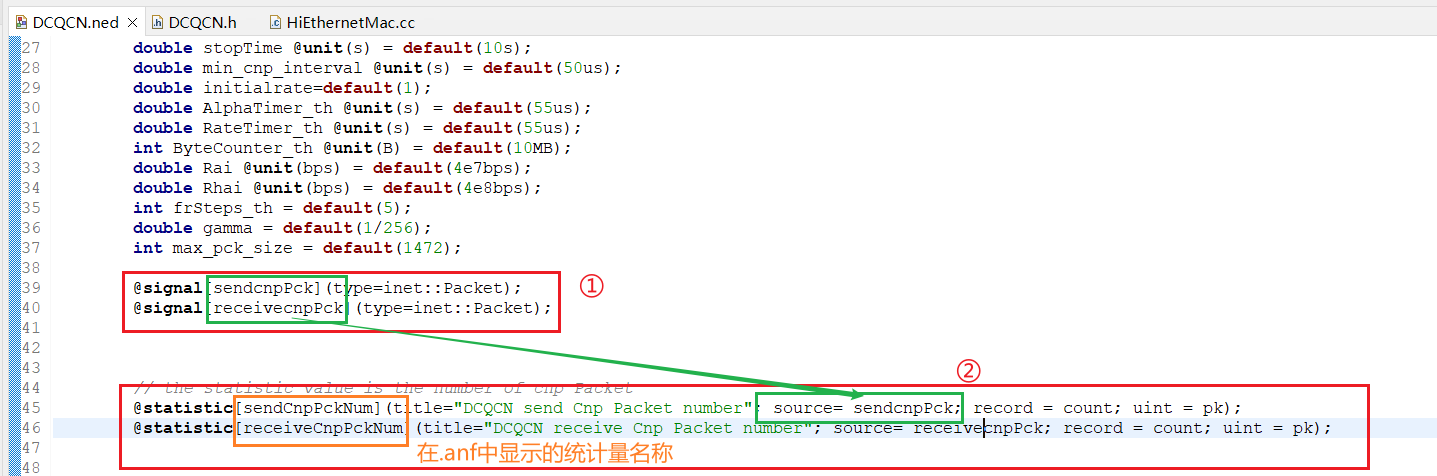 DCQCN.ned DCQCN.h HiEthernetMac.cc
27 double stopTime @unit(s) = default(10s);
28 double min_cnp_interval @unit(s) = default(50us);
29 double initialrate=default(1);
30 double AlphaTimer_th @unit(s) = default(55us);
31 double RateTimer_th @unit(s) = default(55us);
32 int ByteCounter_th @unit(B) = default(10MB);
33 double Rai @unit(bps) = default(4e7bps);
34 double Rhai @unit(bps) = default(4e8bps);
35 int frSteps_th = default(5);
36 double gamma = default(1/256);
37 int max_pck_size = default(1472);
38
39 @signal[sendcnpPck](type=inet::Packet); ①
40 @signal[receivecnpPck](type=inet::Packet);
41
42
43 ②
44 // the statistic value is the number of cnp Packet
45 @statistic[sendCnpPckNum](title="DCQCN send Cnp Packet number"; source= sendcnpPck; record = count; uint = pk);
46 @statistic[receiveCnpPckNum](title="DCQCN receive Cnp Packet number"; source= receivecnpPck; record = count; uint = pk);
47 在.anf中显示的统计量名称
48